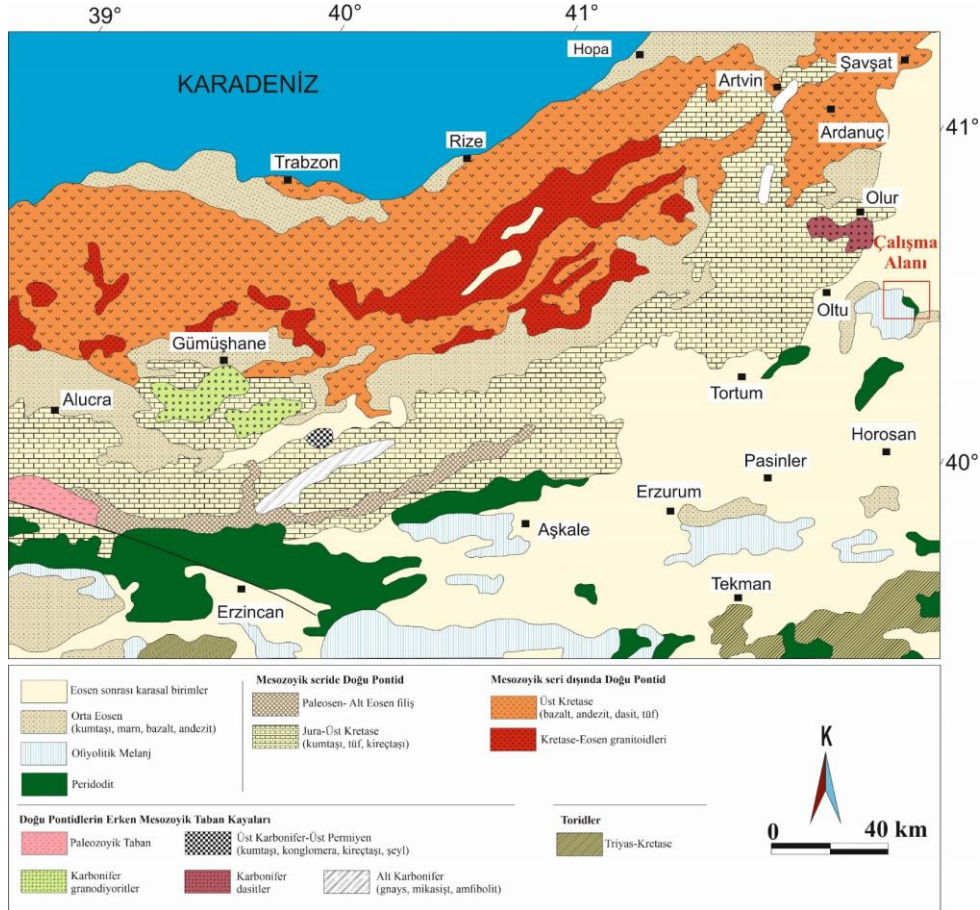 39°
40°
41°
Hopa
Şavşat
Artvin
KARADENİZ
Ardanuç
41°
Rize
Trabzon
Olur
Çalışma
Alanı
Oltu
Gümüşhane
Tortum
Alucra
Horosan
Pasinler
40°
Erzurum
Aşkale
Tekman
Erzincan
Eosen sonrası karasal birimler
Orta Eosen
(kumtaşı, marn, bazalt, andezit)
Ofiyolitik Melanj
Peridodit
Mesozoyik seride Doğu Pontid
Paleosen- Alt Eosen filiş
Jura-Üst Kretase
(kumtaşı, tüf, kireçtaşı)
Mesozoyik seri dışında Doğu Pontid
Üst Kretase
(bazalt, andezit, dasit, tüf)
Kretase-Eosen granitoidleri
Doğu Pontidlerin Erken Mesozoyik Taban Kayaları
Paleozoyik Taban
Üst Karbonifer-Üst Permiyen
(kumtaşı, konglomera, kireçtaşı, şeyl)
Karbonifer
granodiyoritler
Karbonifer
dasitler
Alt Karbonifer
(gnays, mikaşişt, amfibolit)
Toridler
Triyas-Kretase
K
0 40 km